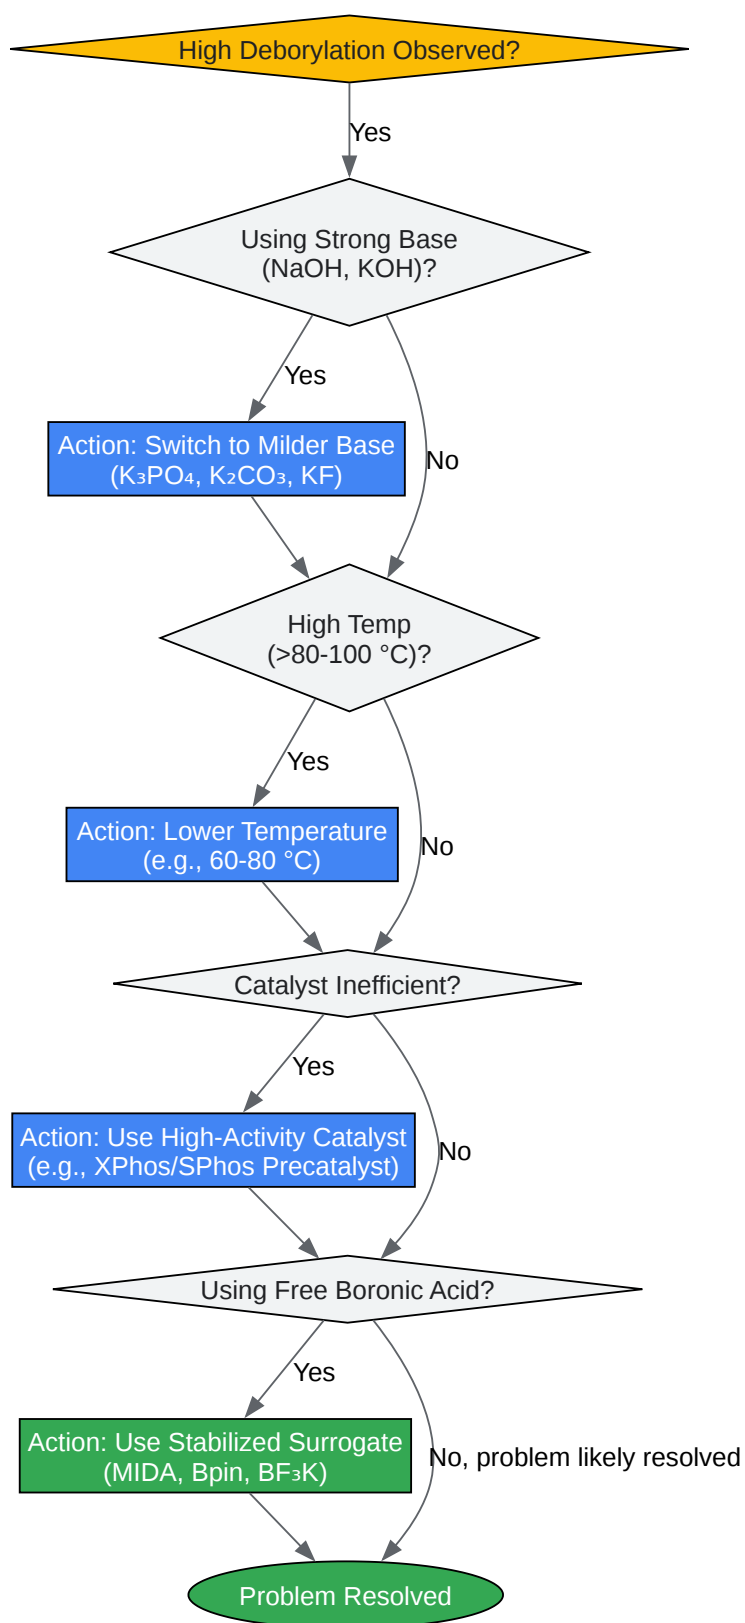 High Deborylation Observed?
Yes
Using Strong Base
(NaOH, KOH)?
Yes
Action: Switch to Milder Base
(K₃PO₄, K₂CO₃, KF)
No
High Temp
(>80-100 °C)?
Yes
Action: Lower Temperature
(e.g., 60-80 °C)
No
Catalyst Inefficient?
Yes
Action: Use High-Activity Catalyst
(e.g., XPhos/SPhos Precatalyst)
No
Using Free Boronic Acid?
Yes
Action: Use Stabilized Surrogate
(MIDA, Bpin, BF₃K)
No, problem likely resolved
Problem Resolved